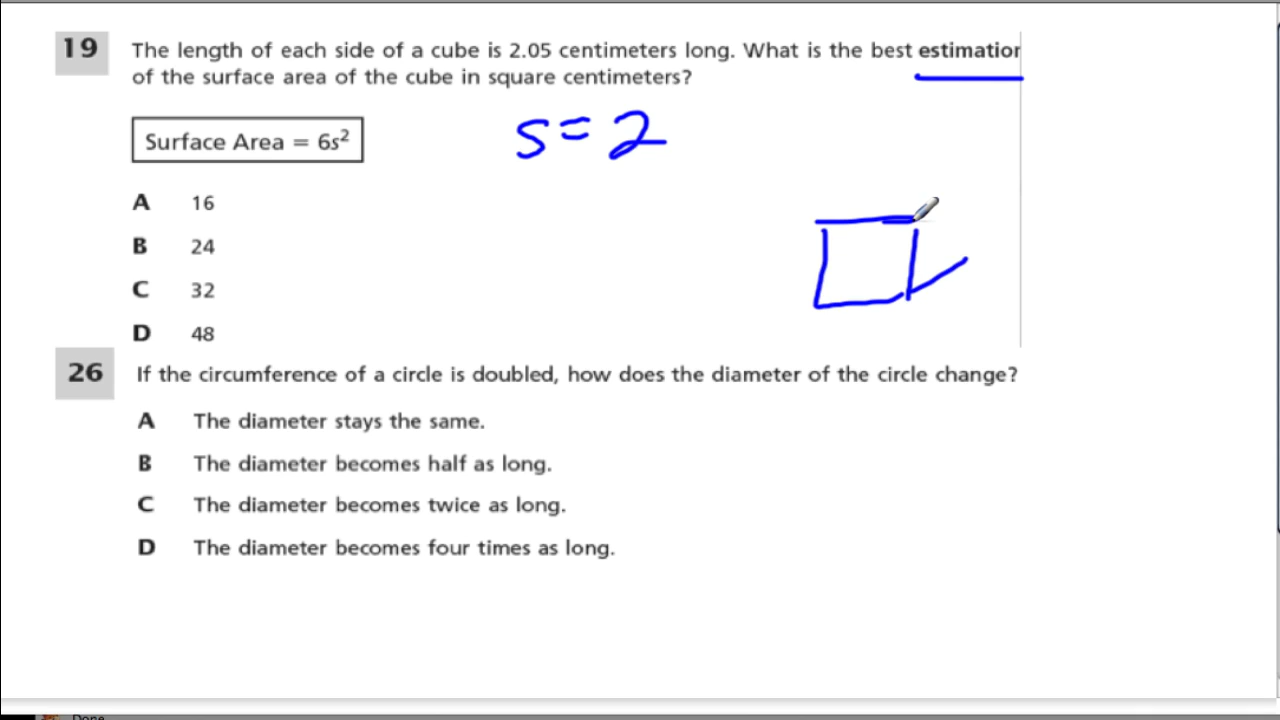 19 The length of each side of a cube is 2.05 centimeters long. What is the best estimation
of the surface area of the cube in square centimeters?
Surface Area = 6s²
s = 2
A 16
B 24
C 32
D 48
26 If the circumference of a circle is doubled, how does the diameter of the circle change?
A The diameter stays the same.
B The diameter becomes half as long.
C The diameter becomes twice as long.
D The diameter becomes four times as long.
Done